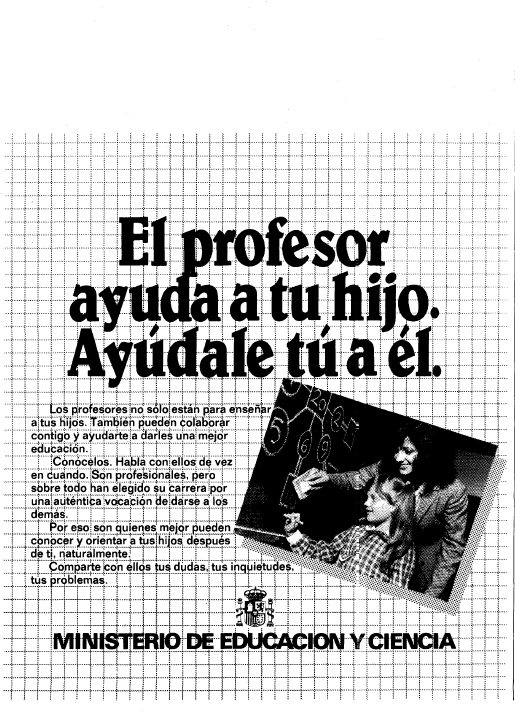 El profesor
ayuda a tu hijo.
Ayúdale tú a él.
Los profesores no sólo están para enseñar
a tus hijos. También pueden colaborar
contigo y ayudarte a darles una mejor
educación.
Conócelos. Habla con ellos de vez
en cuando. Son profesionales, pero
sobre todo han elegido su carrera por
una auténtica vocación de darse a los
demás.
Por eso son quienes mejor pueden
conocer y orientar a tus hijos después
de ti, naturalmente.
Comparte con ellos tus dudas, tus inquietudes,
tus problemas.
MINISTERIO DE EDUCACION Y CIENCIA